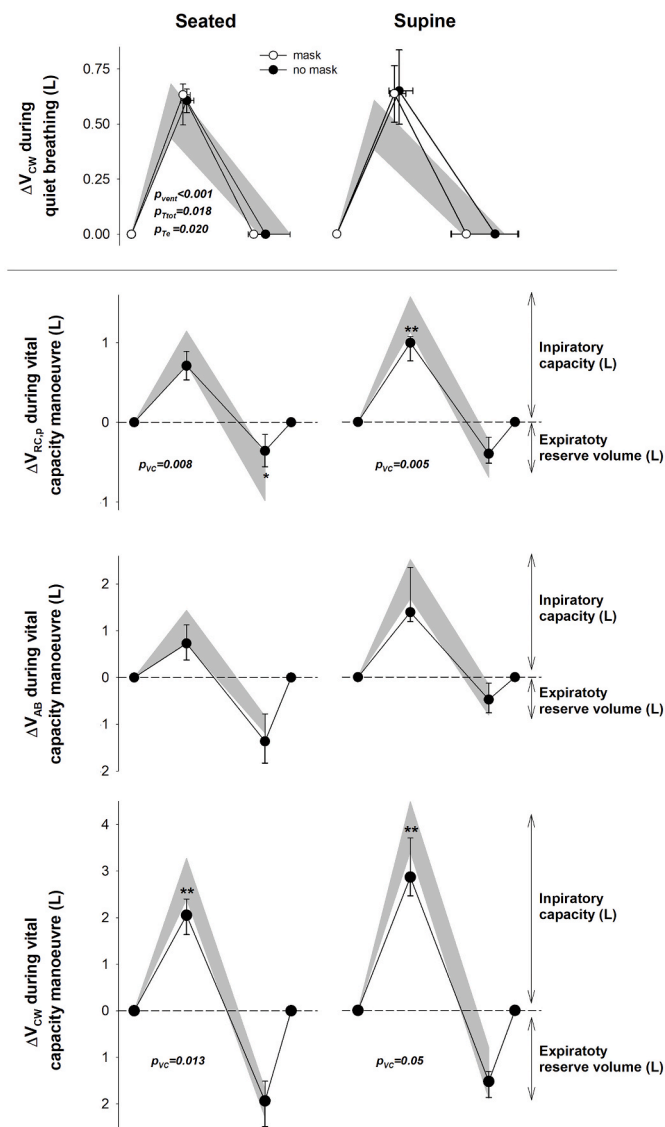 Seated
Supine
mask
no mask
ΔV_CW during
quiet breathing (L)
0.75
0.50
0.25
0.00
p_vent<0.001
p_Ttot=0.018
p_Te=0.020
ΔV_RC,p during vital
capacity manoeuvre (L)
1
0
1
**
*
p_VC=0.008
p_VC=0.005
Inpiratory
capacity (L)
Expiratoty
reserve volume (L)
ΔV_AB during vital
capacity manoeuvre (L)
2
1
0
1
2
Inpiratory
capacity (L)
Expiratoty
reserve volume (L)
ΔV_CW during vital
capacity manoeuvre (L)
4
3
2
1
0
1
2
**
**
p_VC=0.013
p_VC=0.05
Inpiratory
capacity (L)
Expiratoty
reserve volume (L)